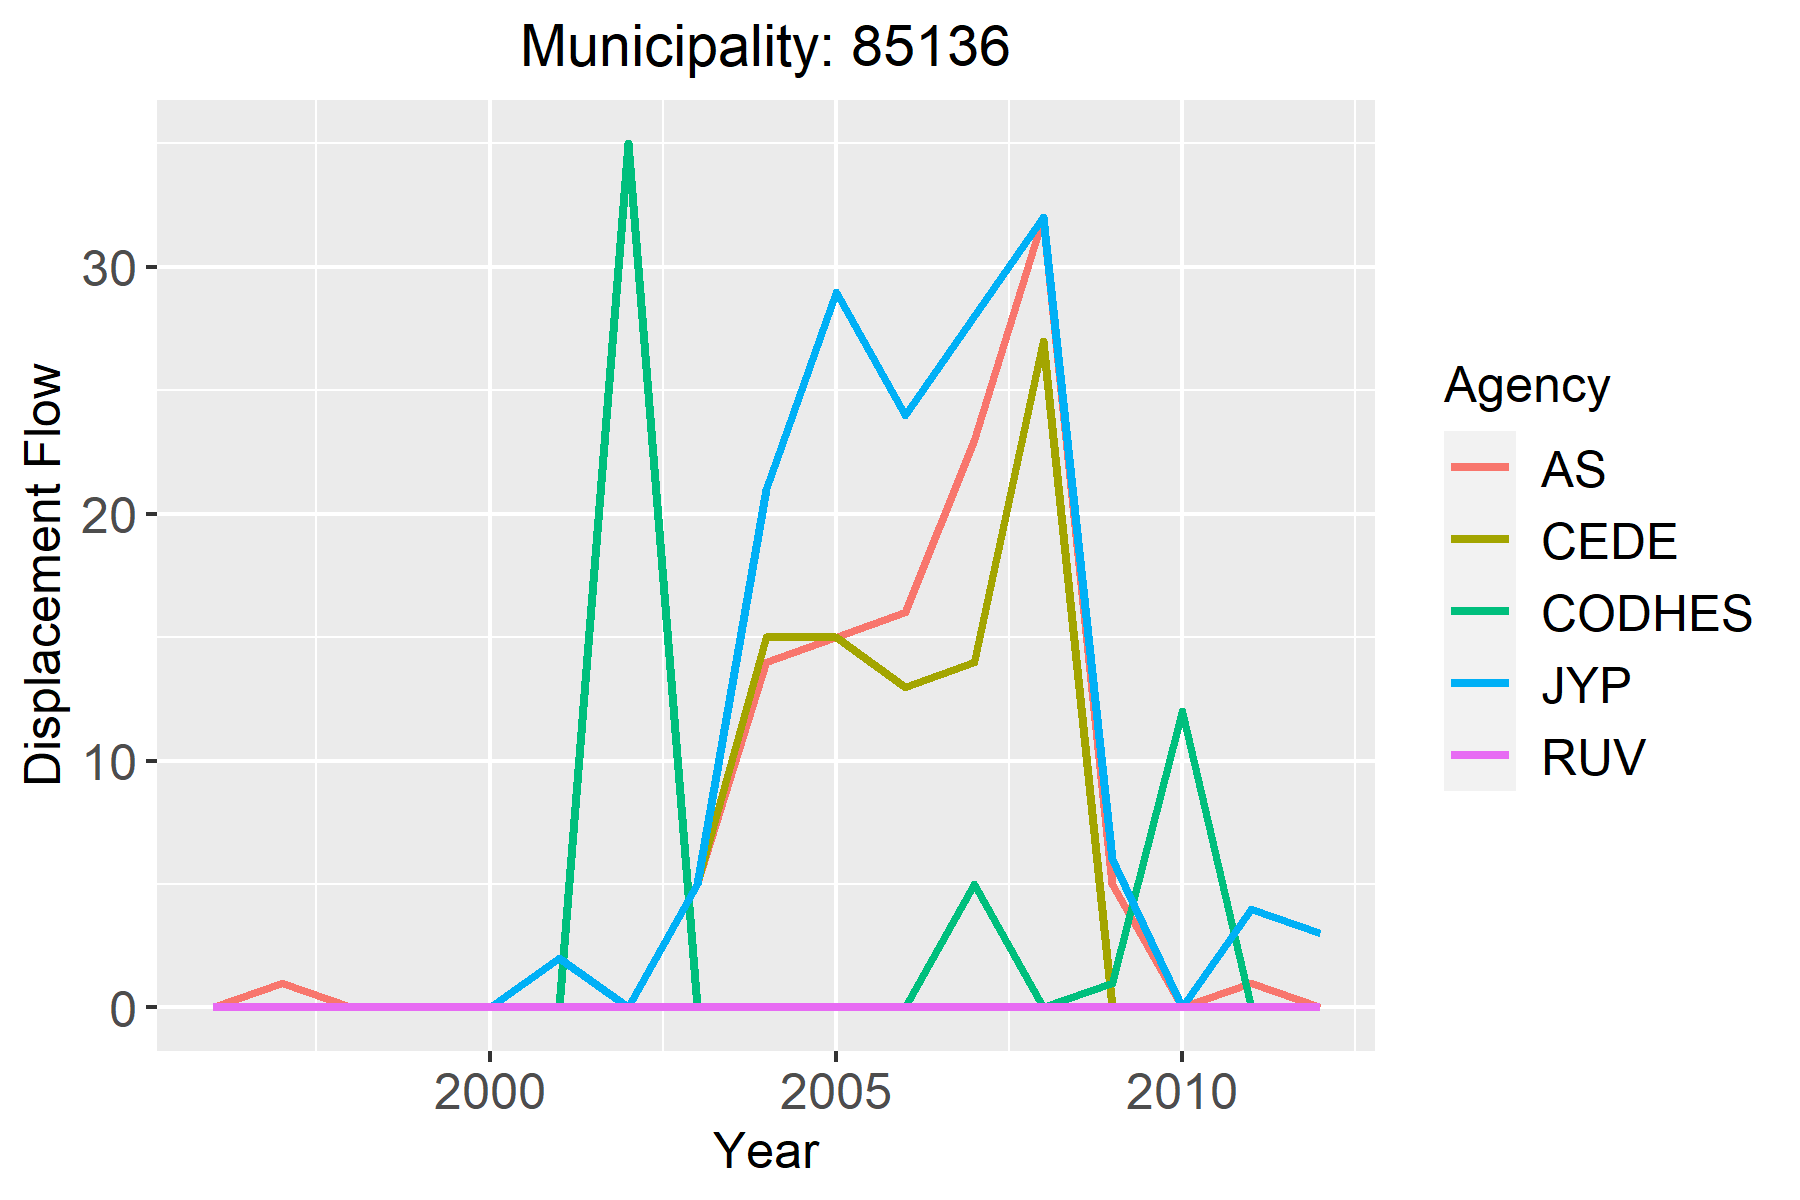 Municipality: 85136
Displacement Flow
30
20
10
0
2000 2005 2010
Year
Agency
AS
CEDE
CODHES
JYP
RUV